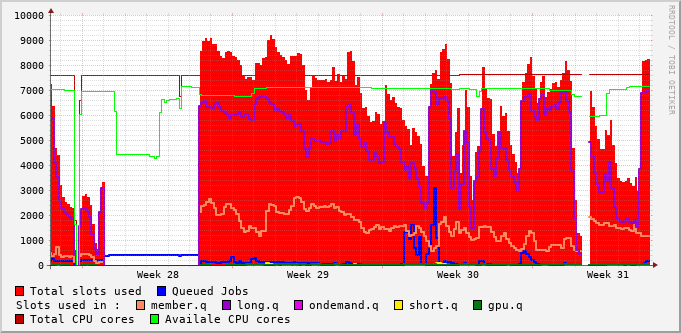 10000
9000
8000
7000
6000
5000
4000
3000
2000
1000
0
Week 28 Week 29 Week 30 Week 31
Total slots used Queued Jobs
Slots used in : member.q long.q ondemand.q short.q gpu.q
Total CPU cores Availale CPU cores
RRDTOOL / TOBI OETIKER